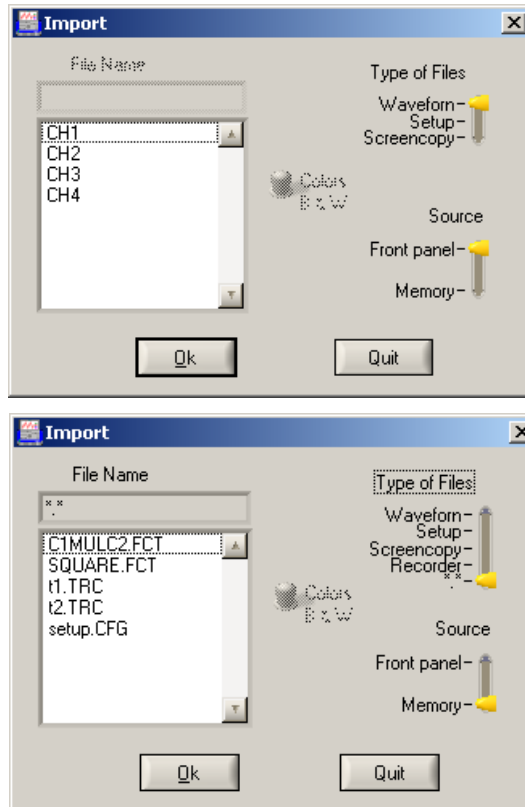 Import
File Name
Type of Files
Waveforn
Setup
Screencopy
CH1
CH2
CH3
CH4
Colors
B & W
Source
Front panel
Memory
Ok
Quit
Import
File Name
Type of Files
*.*
Waveforn
Setup
Screencopy
Recorder
*.*
C1MULC2.FCT
SQUARE.FCT
t1.TRC
t2.TRC
setup.CFG
Colors
B & W
Source
Front panel
Memory
Ok
Quit